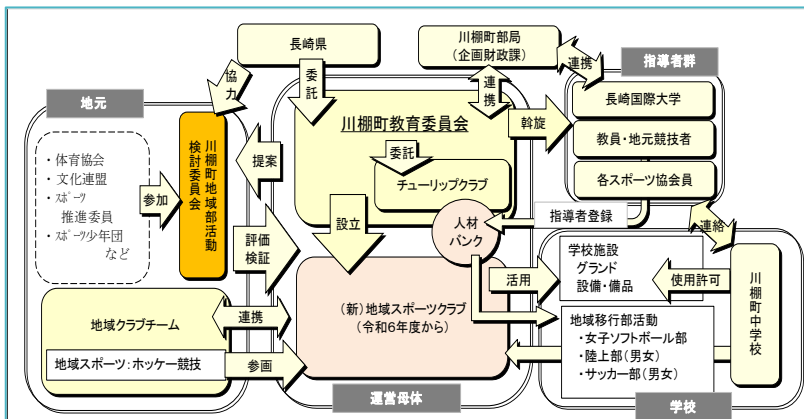 長崎県
川棚町部局
(企画財政課)
連携
指導者群
長崎国際大学
教員・地元競技者
各スポーツ協会員
協力
委託
連携
斡旋
地元
・体育協会
・文化連盟
・スポーツ
推進委員
・スポーツ少年団
など
参加
川棚町地域部活動
検討委員会
提案
評価
検証
川棚町教育委員会
委託
チューリップクラブ
設立
人材
バンク
指導者登録
連絡
活用
学校施設
グランド
設備・備品
使用許可
川棚町中学校
地域クラブチーム
連携
地域スポーツ:ホッケー競技
参画
(新)地域スポーツクラブ
(令和6年度から)
地域移行部活動
・女子ソフトボール部
・陸上部(男女)
・サッカー部(男女)
運営母体
学校